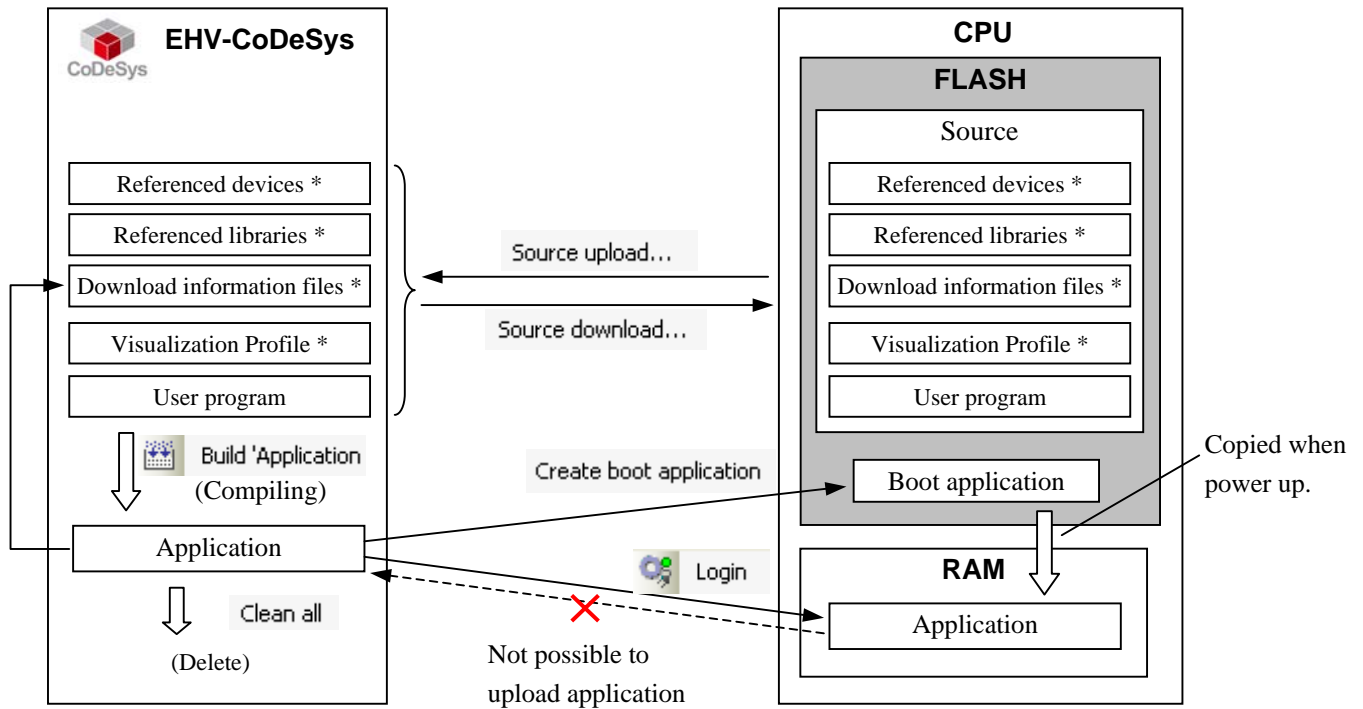 EHV-CoDeSys
CoDeSys
Referenced devices *
Referenced libraries *
Download information files *
Visualization Profile *
User program
Build 'Application
(Compiling)
Application
Clean all
(Delete)
Source upload...
Source download...
Create boot application
Login
Not possible to
upload application
CPU
FLASH
Source
Referenced devices *
Referenced libraries *
Download information files *
Visualization Profile *
User program
Boot application
Copied when
power up.
RAM
Application